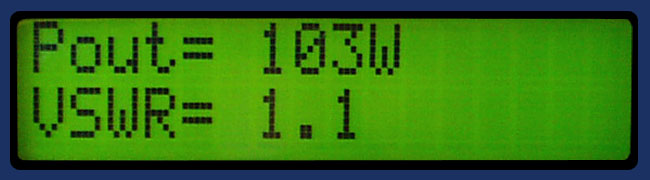 Pout= 103W
VSWR= 1.1